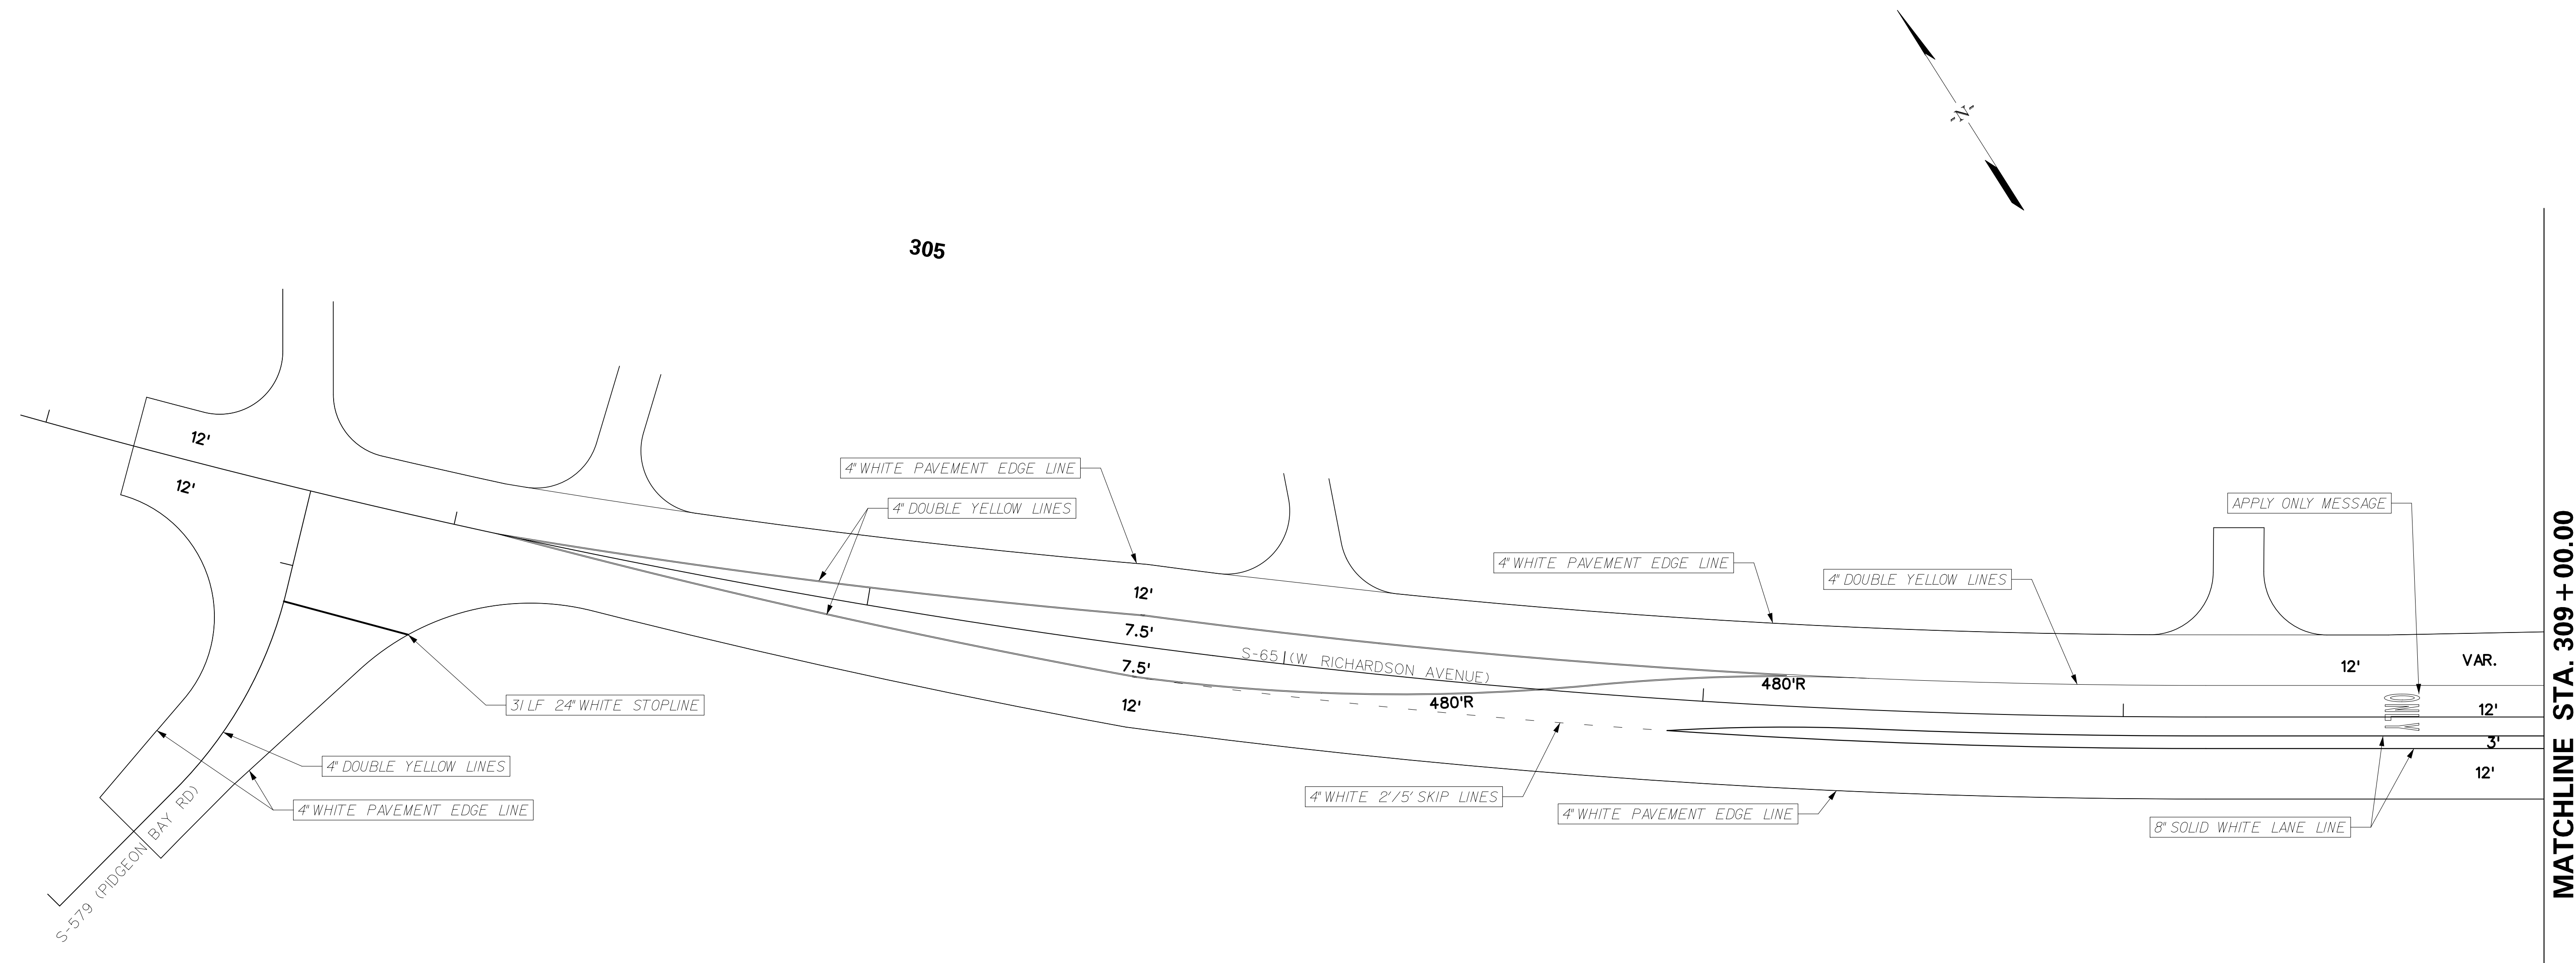 -N-
305
12'
12'
4" WHITE PAVEMENT EDGE LINE
4" DOUBLE YELLOW LINES
4" WHITE PAVEMENT EDGE LINE
4" DOUBLE YELLOW LINES
APPLY ONLY MESSAGE
12'
7.5'
7.5'
12'
S-65 (W RICHARDSON AVENUE)
480'R
480'R
12'
VAR.
ONLY
12'
3'
12'
31 LF 24" WHITE STOPLINE
4" DOUBLE YELLOW LINES
4" WHITE PAVEMENT EDGE LINE
4" WHITE 2'/5' SKIP LINES
4" WHITE PAVEMENT EDGE LINE
8" SOLID WHITE LANE LINE
S-579 (PIDGEON BAY RD)
MATCHLINE STA. 309+00.00